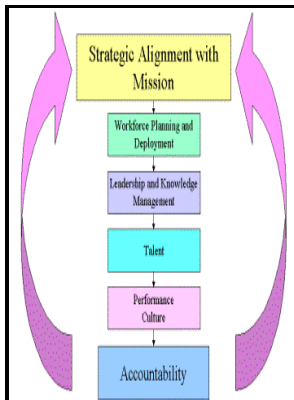 Strategic Alignment with
Mission
Workforce Planning and
Deployment
Leadership and Knowledge
Management
Talent
Performance
Culture
Accountability